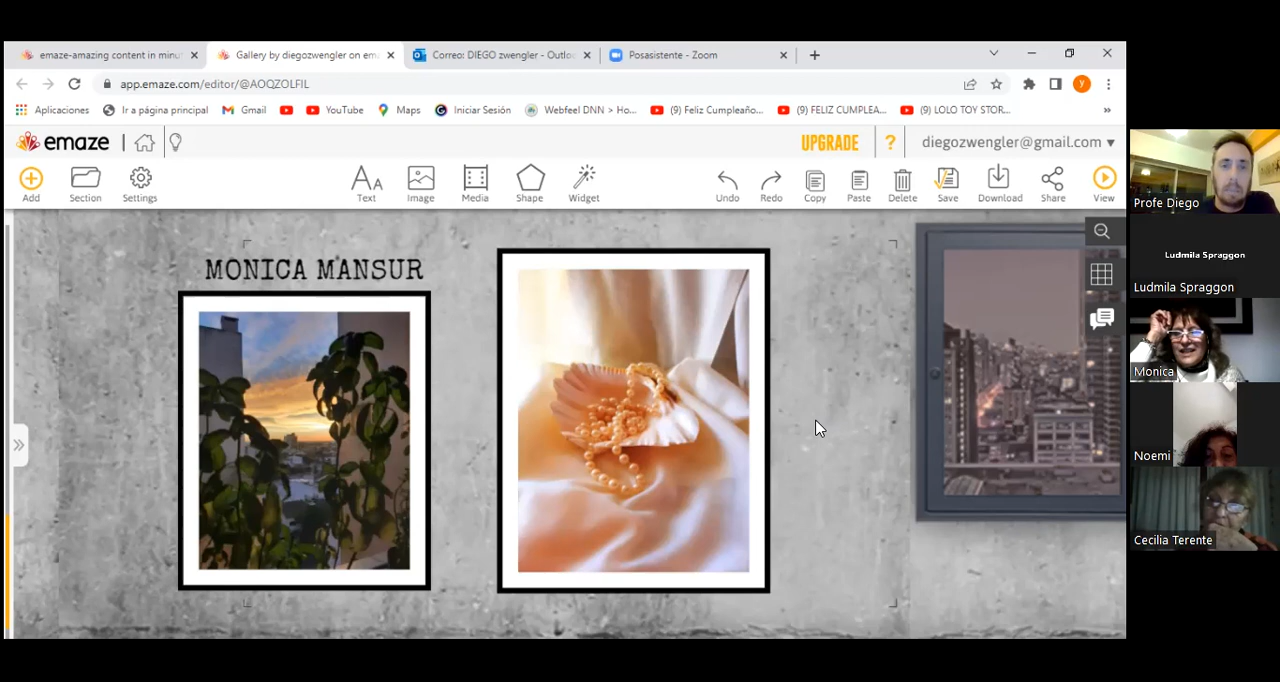 emaze-amazing content in minu
Gallery by diegozwengler on em
Correo: DIEGO zwengler - Outlo
Posasistente - Zoom
app.emaze.com/editor/@AOQZOLFIL
y
Aplicaciones
Ir a página principal
Gmail
YouTube
Maps
Iniciar Sesión
Webfeel DNN > Ho...
(9) Feliz Cumpleaño...
(9) FELIZ CUMPLEA...
(9) LOLO TOY STOR...
»
emaze
UPGRADE
?
diegozwengler@gmail.com
Add
Section
Settings
Text
Image
Media
Shape
Widget
Undo
Redo
Copy
Paste
Delete
Save
Download
Share
View
MONICA MANSUR
Profe Diego
Ludmila Spraggon
Ludmila Spraggon
Monica
Noemi
Cecilia Terente